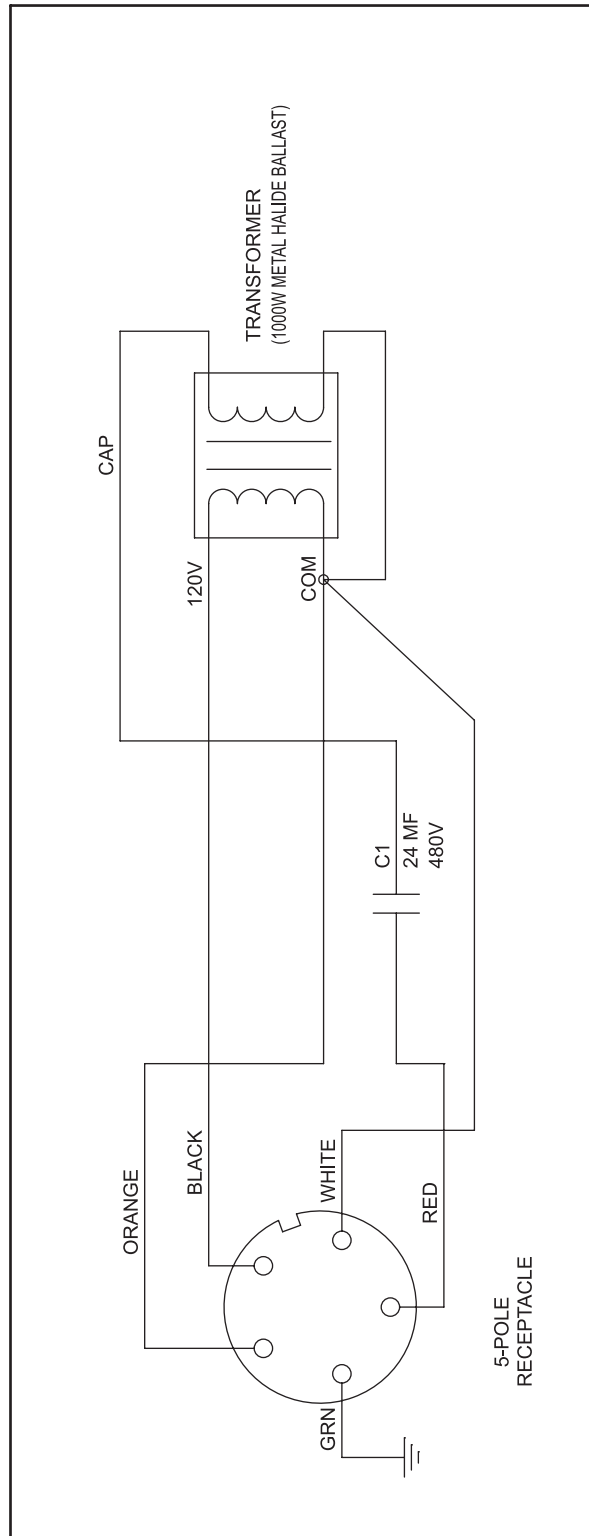 TRANSFORMER
(1000W METAL HALIDE BALLAST)
CAP
120V
COM
C1
24 MF
480V
ORANGE
BLACK
WHITE
RED
GRN
5-POLE
RECEPTACLE